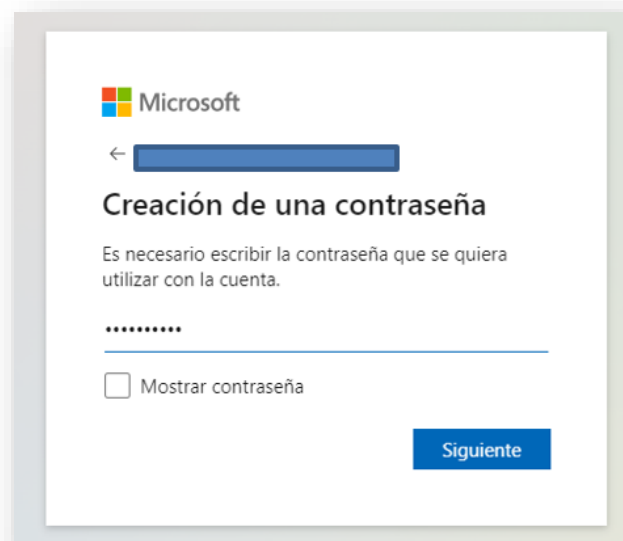 Microsoft
Creación de una contraseña
Es necesario escribir la contraseña que se quiera
utilizar con la cuenta.
••••••••••
Mostrar contraseña
Siguiente